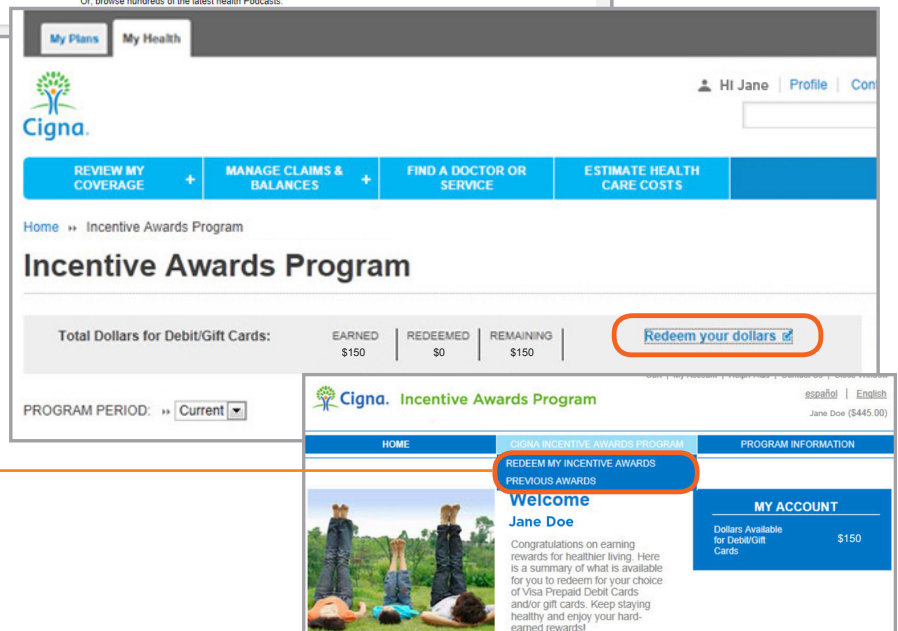 Or, browse hundreds of the latest health Podcasts.
My Plans My Health
Hi Jane | Profile | Con
Cigna.
REVIEW MY COVERAGE +
MANAGE CLAIMS & BALANCES +
FIND A DOCTOR OR SERVICE
ESTIMATE HEALTH CARE COSTS
Home ›› Incentive Awards Program
Incentive Awards Program
Total Dollars for Debit/Gift Cards:
EARNED | REDEEMED | REMAINING |
$150 $0 $150
Redeem your dollars
PROGRAM PERIOD: ›› Current
Cigna. Incentive Awards Program
español | English
Jane Doe ($445.00)
HOME
CIGNA INCENTIVE AWARDS PROGRAM
PROGRAM INFORMATION
REDEEM MY INCENTIVE AWARDS
PREVIOUS AWARDS
Welcome
Jane Doe
Congratulations on earning
rewards for healthier living. Here
is a summary of what is available
for you to redeem for your choice
of Visa Prepaid Debit Cards
and/or gift cards. Keep staying
healthy and enjoy your hard-
earned rewards!
MY ACCOUNT
Dollars Available
for Debit/Gift
Cards
$150